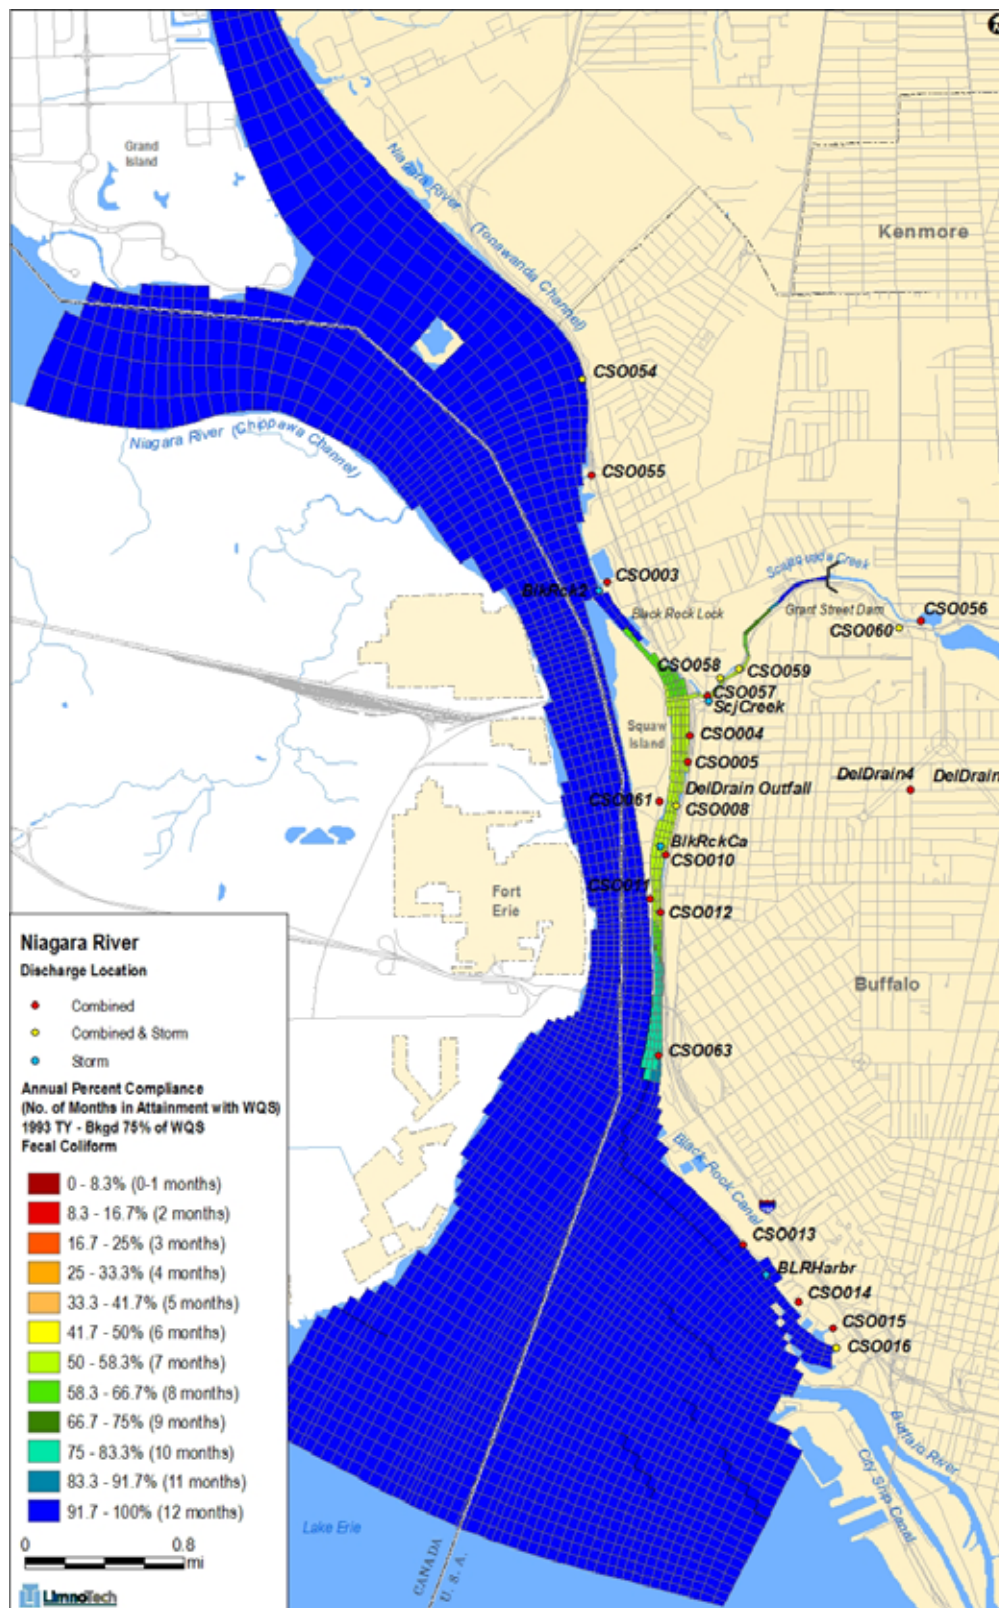 Grand
Island
Niagara River (Tonawanda Channel)
Kenmore
CSO054
Niagara River (Chippawa Channel)
CSO055
CSO003
BlkRck2
Black Rock Lock
Scajaquada Creek
Grant Street Dam
CSO056
CSO060
CSO058
CSO059
CSO057
ScjCreek
Squaw
Island
CSO004
CSO005
DelDrain4
DelDrain
DelDrain Outfall
CSO061
CSO008
BlkRckCa
CSO010
CSO011
CSO012
Fort
Erie
Buffalo
CSO063
Black Rock Canal
CSO013
BLRHarbr
CSO014
CSO015
CSO016
Buffalo River
City Ship Canal
Lake Erie
CANADA
U. S. A.
Niagara River
Discharge Location
Combined
Combined & Storm
Storm
Annual Percent Compliance
(No. of Months in Attainment with WQS)
1993 TY - Bkgd 75% of WQS
Fecal Coliform
0 - 8.3% (0-1 months)
8.3 - 16.7% (2 months)
16.7 - 25% (3 months)
25 - 33.3% (4 months)
33.3 - 41.7% (5 months)
41.7 - 50% (6 months)
50 - 58.3% (7 months)
58.3 - 66.7% (8 months)
66.7 - 75% (9 months)
75 - 83.3% (10 months)
83.3 - 91.7% (11 months)
91.7 - 100% (12 months)
0 0.8
mi
LimnoTech